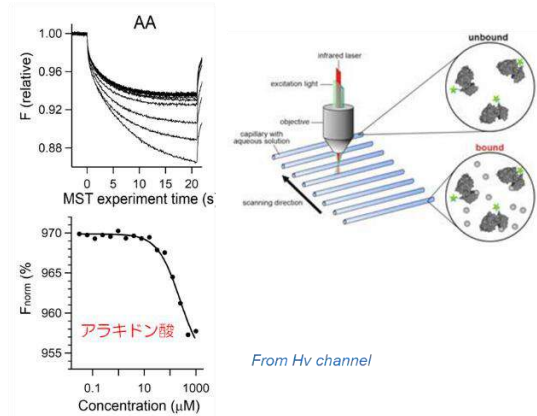 AA
1.00
0.96
0.92
0.88
F (relative)
0 5 10 15 20
MST experiment time (s)
970
965
960
955
Fnorm (%
アラキドン酸
0.1 10 1000
Concentration (μM)
infrared laser
excitation light
objective
capillary with
aqueous solution
scanning direction
unbound
bound
From Hv channel